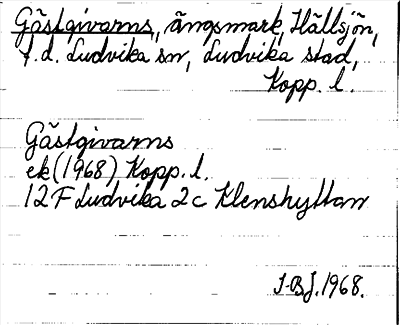 Gästgivarns, ängsmark, Hällsjön,
f.d. Ludvika sn, Ludvika stad,
Kopp. l.
Gästgivarns
ek (1968) Kopp. l.
12 F Ludvika 2c Klenshyttan
I.B.J. 1968.